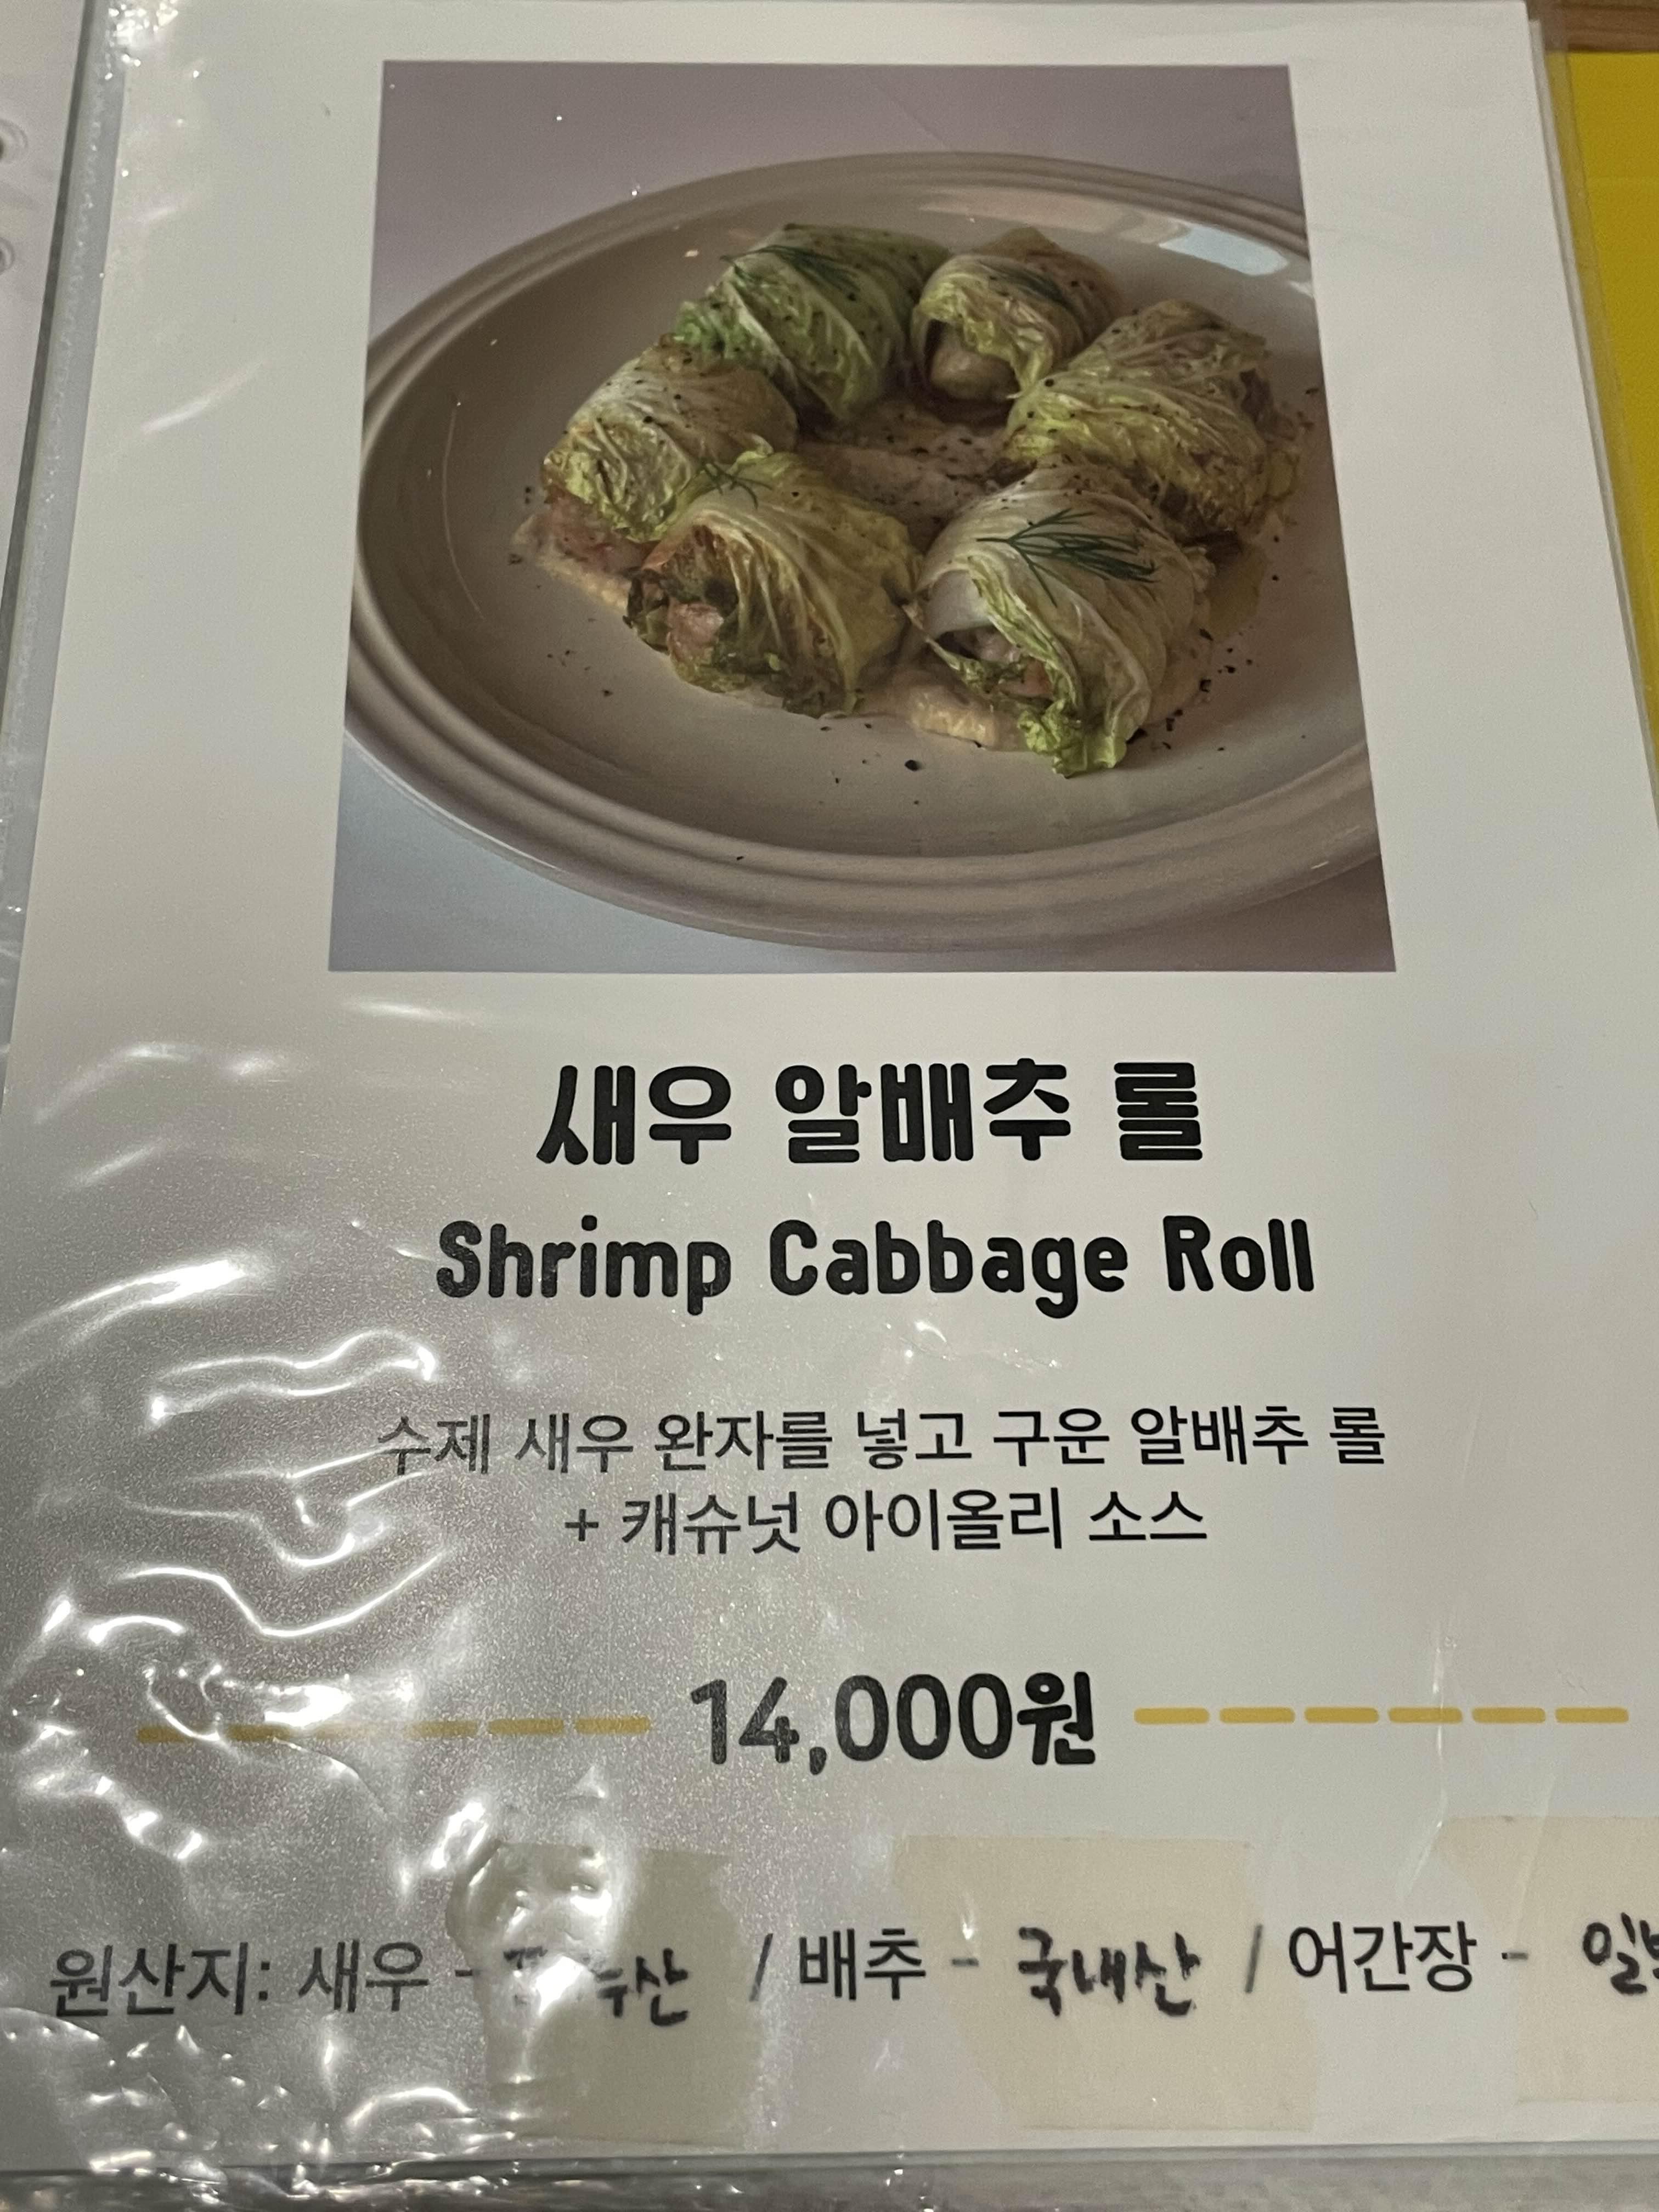 새우 알배추 롤
Shrimp Cabbage Roll
수제 새우 완자를 넣고 구운 알배추 롤
+ 캐슈넛 아이올리 소스
14,000원
원산지: 새우 - / 배추 - 국내산 / 어간장 -